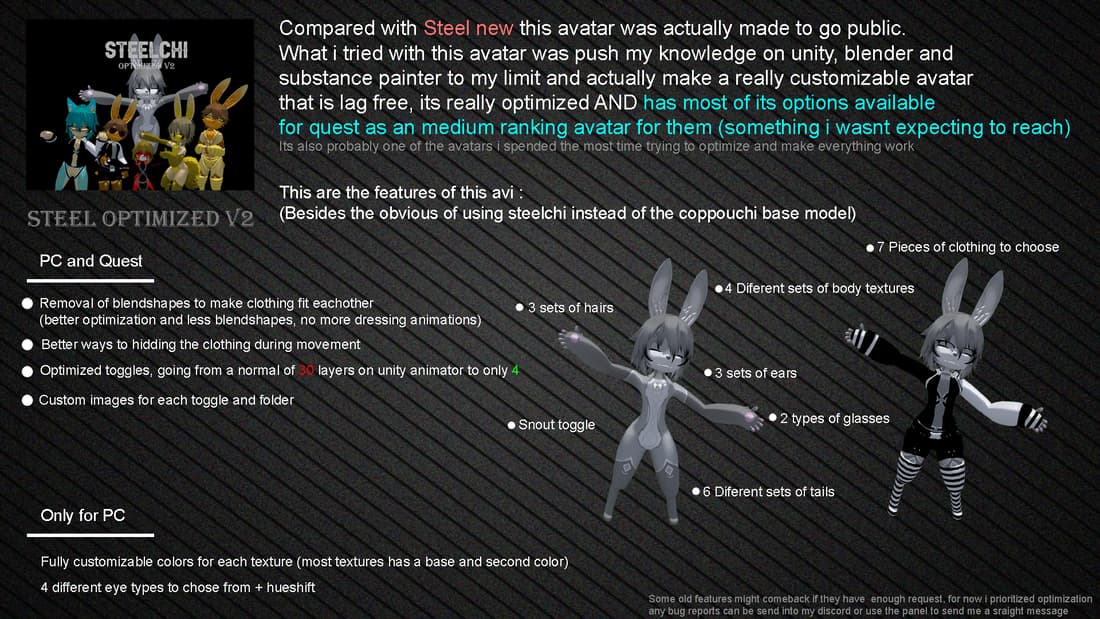 STEELCHI
OPTIMIZED V2
STEEL OPTIMIZED V2
Compared with Steel new this avatar was actually made to go public.
What i tried with this avatar was push my knowledge on unity, blender and
substance painter to my limit and actually make a really customizable avatar
that is lag free, its really optimized AND has most of its options available
for quest as an medium ranking avatar for them (something i wasnt expecting to reach)
Its also probably one of the avatars i spended the most time trying to optimize and make everything work
This are the features of this avi :
(Besides the obvious of using steelchi instead of the coppouchi base model)
PC and Quest
Removal of blendshapes to make clothing fit eachother
(better optimization and less blendshapes, no more dressing animations)
Better ways to hidding the clothing during movement
Optimized toggles, going from a normal of 30 layers on unity animator to only 4
Custom images for each toggle and folder
7 Pieces of clothing to choose
4 Diferent sets of body textures
3 sets of hairs
3 sets of ears
2 types of glasses
Snout toggle
6 Diferent sets of tails
Only for PC
Fully customizable colors for each texture (most textures has a base and second color)
4 different eye types to chose from + hueshift
Some old features might comeback if they have enough request, for now i prioritized optimization
any bug reports can be send into my discord or use the panel to send me a sraight message